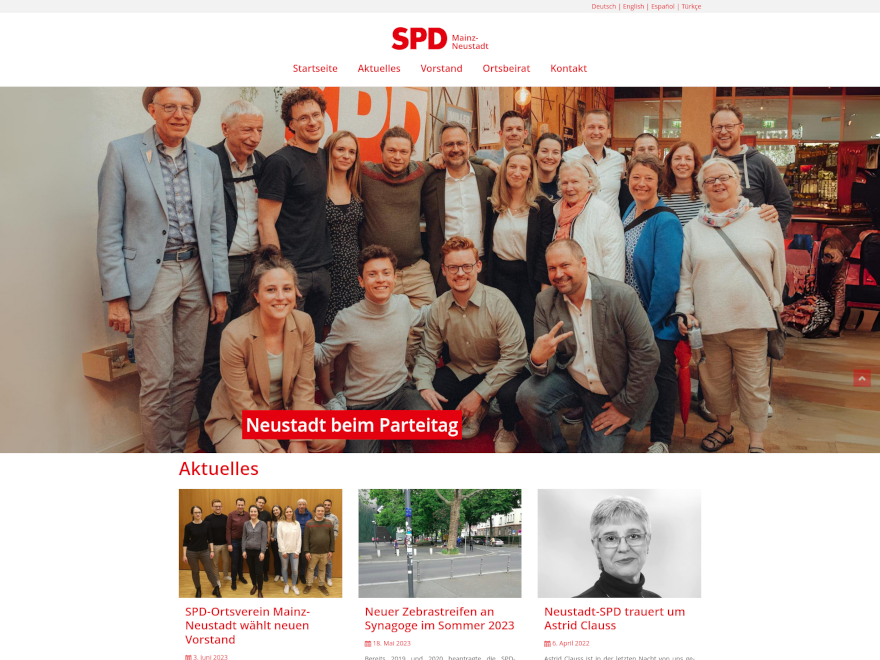 Deutsch | English | Español | Türkçe
SPD Mainz-
Neustadt
Startseite Aktuelles Vorstand Ortsbeirat Kontakt
SPD
Neustadt beim Parteitag
Aktuelles
SPD-Ortsverein Mainz-
Neustadt wählt neuen
Vorstand
3. Juni 2023
Neuer Zebrastreifen an
Synagoge im Sommer 2023
18. Mai 2023
Bereits 2019 und 2020 beantragte die SPD-
Neustadt-SPD trauert um
Astrid Clauss
6. April 2022
Astrid Clauss ist in der letzten Nacht von uns ge-